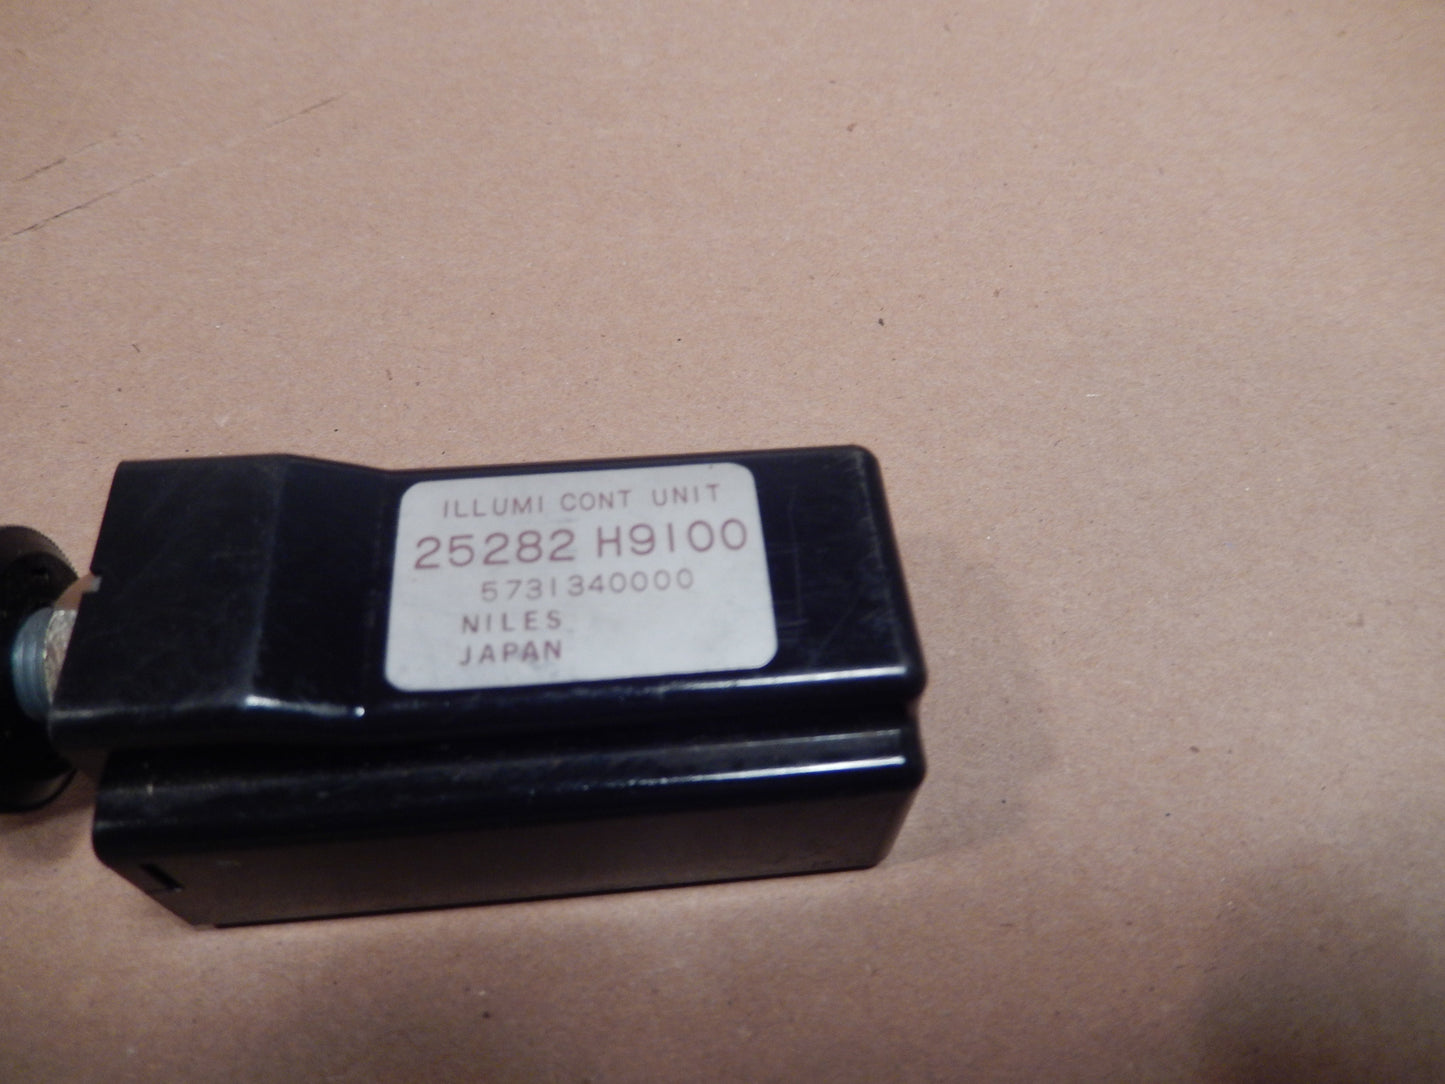 ILLUMI CONT UNIT
25282 H9100
5731340000
NILES
JAPAN